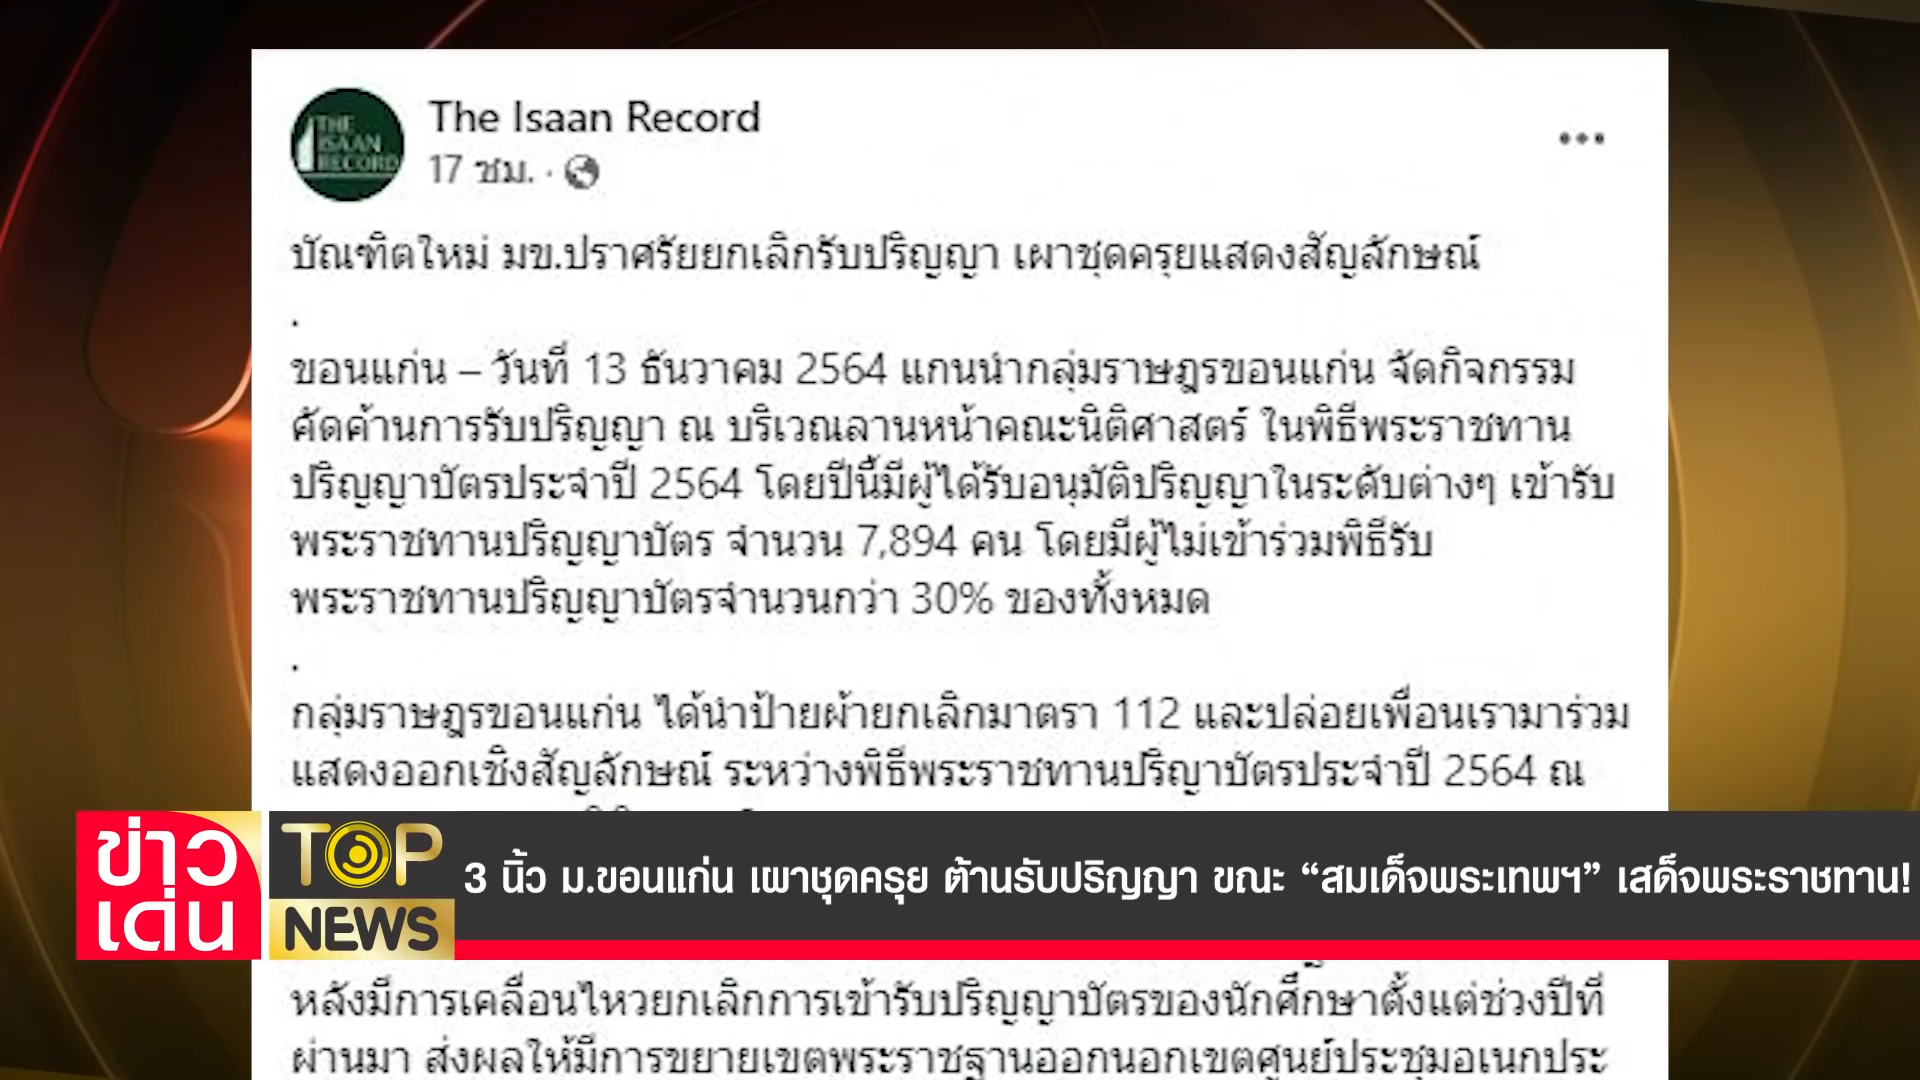 THE
ISAAN
RECORD
The Isaan Record
17 ชม. ·
บัณฑิตใหม่ มข.ปราศรัยยกเลิกรับปริญญา เผาชุดครุยแสดงสัญลักษณ์
.
ขอนแก่น – วันที่ 13 ธันวาคม 2564 แกนนำกลุ่มราษฎรขอนแก่น จัดกิจกรรม
คัดค้านการรับปริญญา ณ บริเวณลานหน้าคณะนิติศาสตร์ ในพิธีพระราชทาน
ปริญญาบัตรประจำปี 2564 โดยปีนี้มีผู้ได้รับอนุมัติปริญญาในระดับต่างๆ เข้ารับ
พระราชทานปริญญาบัตร จำนวน 7,894 คน โดยมีผู้ไม่เข้าร่วมพิธีรับ
พระราชทานปริญญาบัตรจำนวนกว่า 30% ของทั้งหมด
.
กลุ่มราษฎรขอนแก่น ได้นำป้ายผ้ายกเลิกมาตรา 112 และปล่อยเพื่อนเรามาร่วม
แสดงออกเชิงสัญลักษณ์ ระหว่างพิธีพระราชทานปริญาบัตรประจำปี 2564 ณ
ข่าว
เด่น
TOP
NEWS
3 นิ้ว ม.ขอนแก่น เผาชุดครุย ต้านรับปริญญา ขณะ “สมเด็จพระเทพฯ” เสด็จพระราชทาน!
หลังมีการเคลื่อนไหวยกเลิกการเข้ารับปริญญาบัตรของนักศึกษาตั้งแต่ช่วงปีที่
ผ่านมา ส่งผลให้มีการขยายเขตพระราชฐานออกนอกเขตศูนย์ประชุมอเนกประ